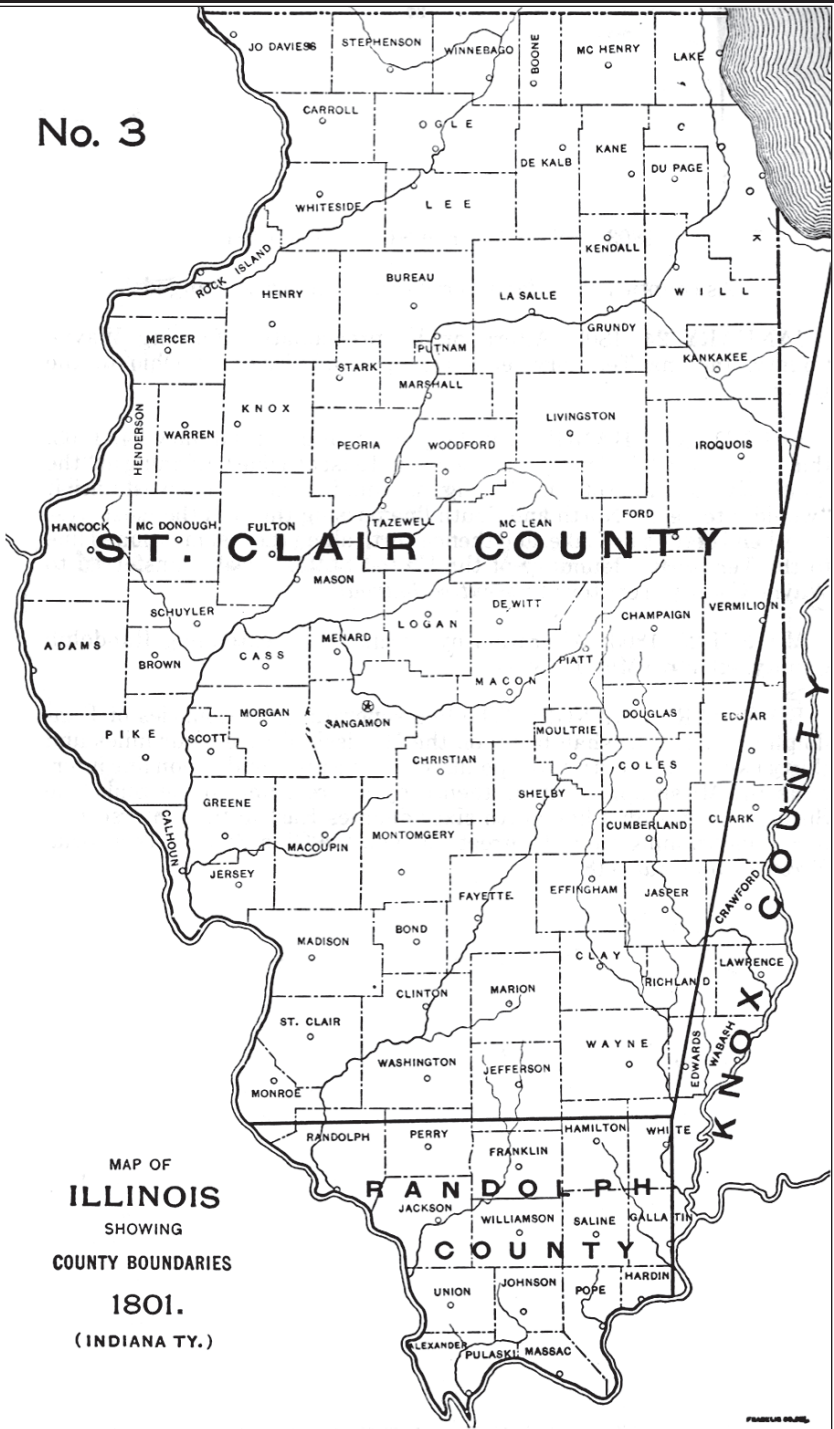 No. 3
JO DAVIESS
STEPHENSON
WINNEBAGO
BOONE
MC HENRY
LAKE
CARROLL
OGLE
DE KALB
KANE
COOK
DU PAGE
WHITESIDE
LEE
ROCK ISLAND
KENDALL
HENRY
BUREAU
LA SALLE
WILL
GRUNDY
MERCER
PUTNAM
STARK
KANKAKEE
MARSHALL
HENDERSON
WARREN
KNOX
PEORIA
WOODFORD
LIVINGSTON
IROQUOIS
HANCOCK
MC DONOUGH
FULTON
TAZEWELL
MC LEAN
FORD
ST. CLAIR COUNTY
MASON
SCHUYLER
LOGAN
DE WITT
CHAMPAIGN
VERMILION
ADAMS
BROWN
CASS
MENARD
PIATT
MACON
PIKE
SCOTT
MORGAN
SANGAMON
MOULTRIE
DOUGLAS
EDGAR
CHRISTIAN
COLES
SHELBY
GREENE
CALHOUN
MACOUPIN
MONTOMGERY
CUMBERLAND
CLARK
JERSEY
FAYETTE
EFFINGHAM
JASPER
CRAWFORD
MADISON
BOND
CLAY
RICHLAND
LAWRENCE
CLINTON
MARION
ST. CLAIR
WASHINGTON
JEFFERSON
WAYNE
EDWARDS
WABASH
KNOX COUNTY
MONROE
RANDOLPH
PERRY
FRANKLIN
HAMILTON
WHITE
RANDOLPH
JACKSON
WILLIAMSON
SALINE
GALLATIN
COUNTY
UNION
JOHNSON
POPE
HARDIN
ALEXANDER
PULASKI
MASSAC
MAP OF
ILLINOIS
SHOWING
COUNTY BOUNDARIES
1801.
(INDIANA TY.)